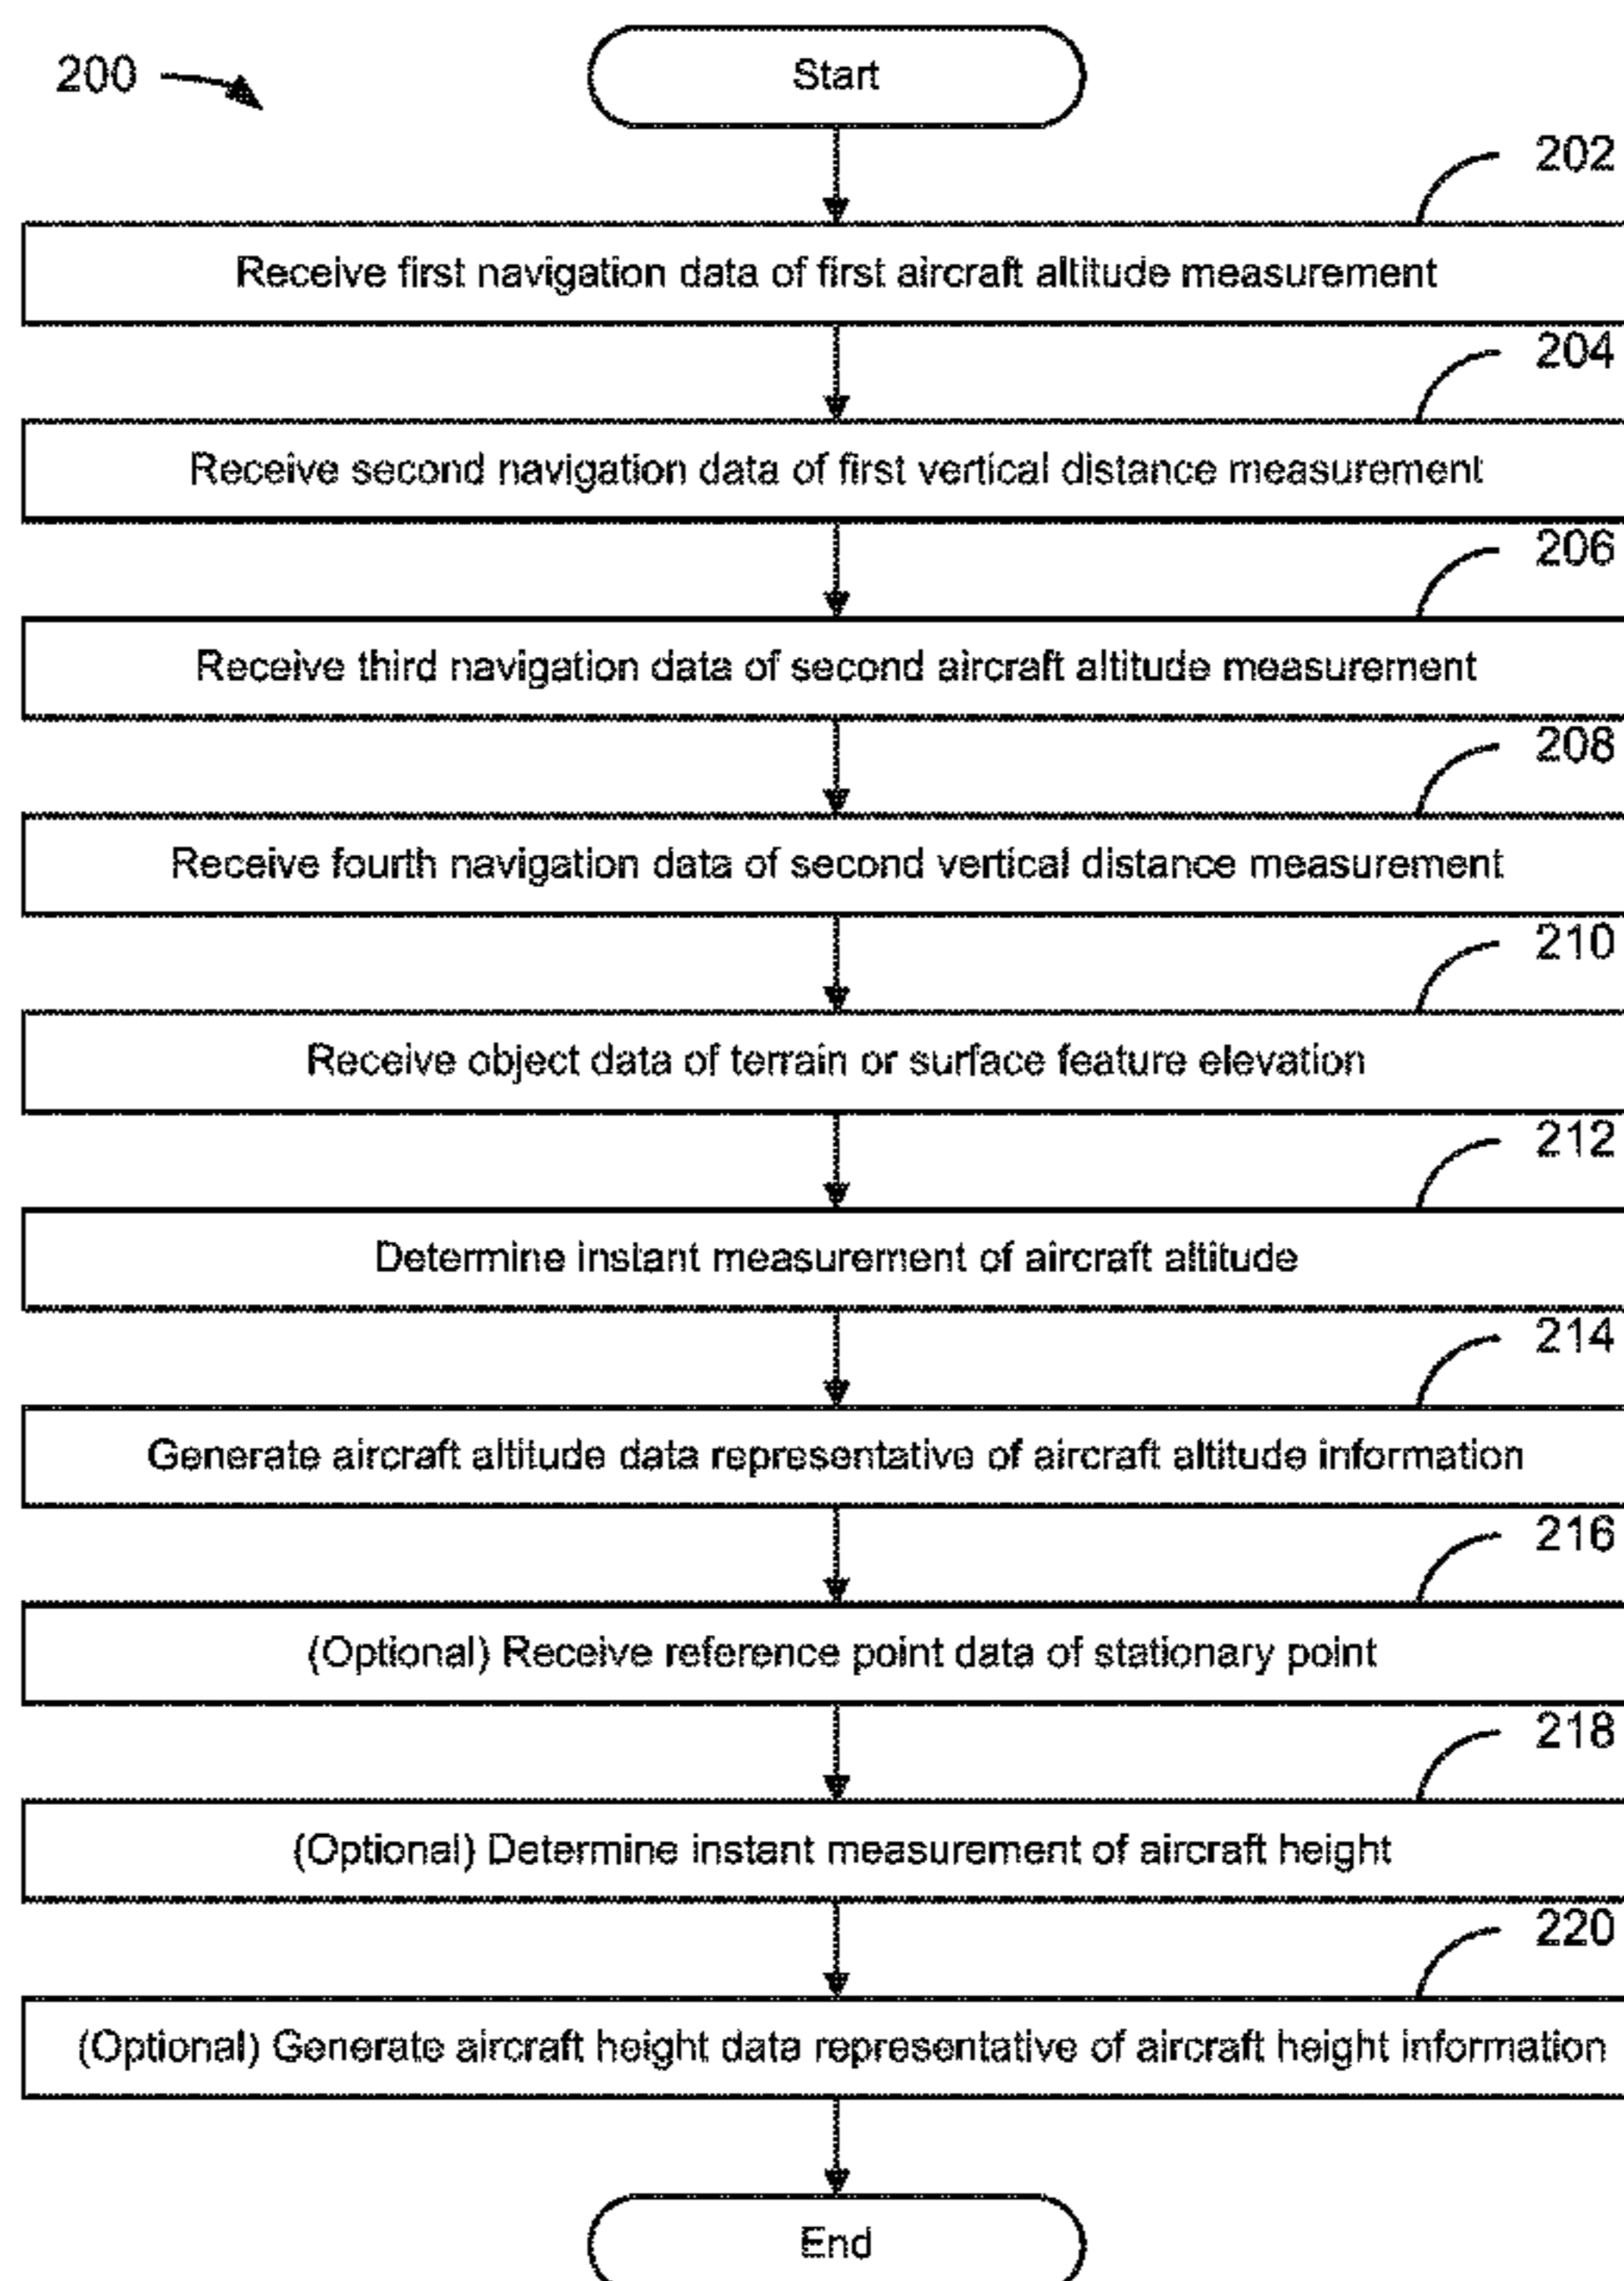 200
Start
202
Receive first navigation data of first aircraft altitude measurement
204
Receive second navigation data of first vertical distance measurement
206
Receive third navigation data of second aircraft altitude measurement
208
Receive fourth navigation data of second vertical distance measurement
210
Receive object data of terrain or surface feature elevation
212
Determine instant measurement of aircraft altitude
214
Generate aircraft altitude data representative of aircraft altitude information
216
(Optional) Receive reference point data of stationary point
218
(Optional) Determine instant measurement of aircraft height
220
(Optional) Generate aircraft height data representative of aircraft height information
End